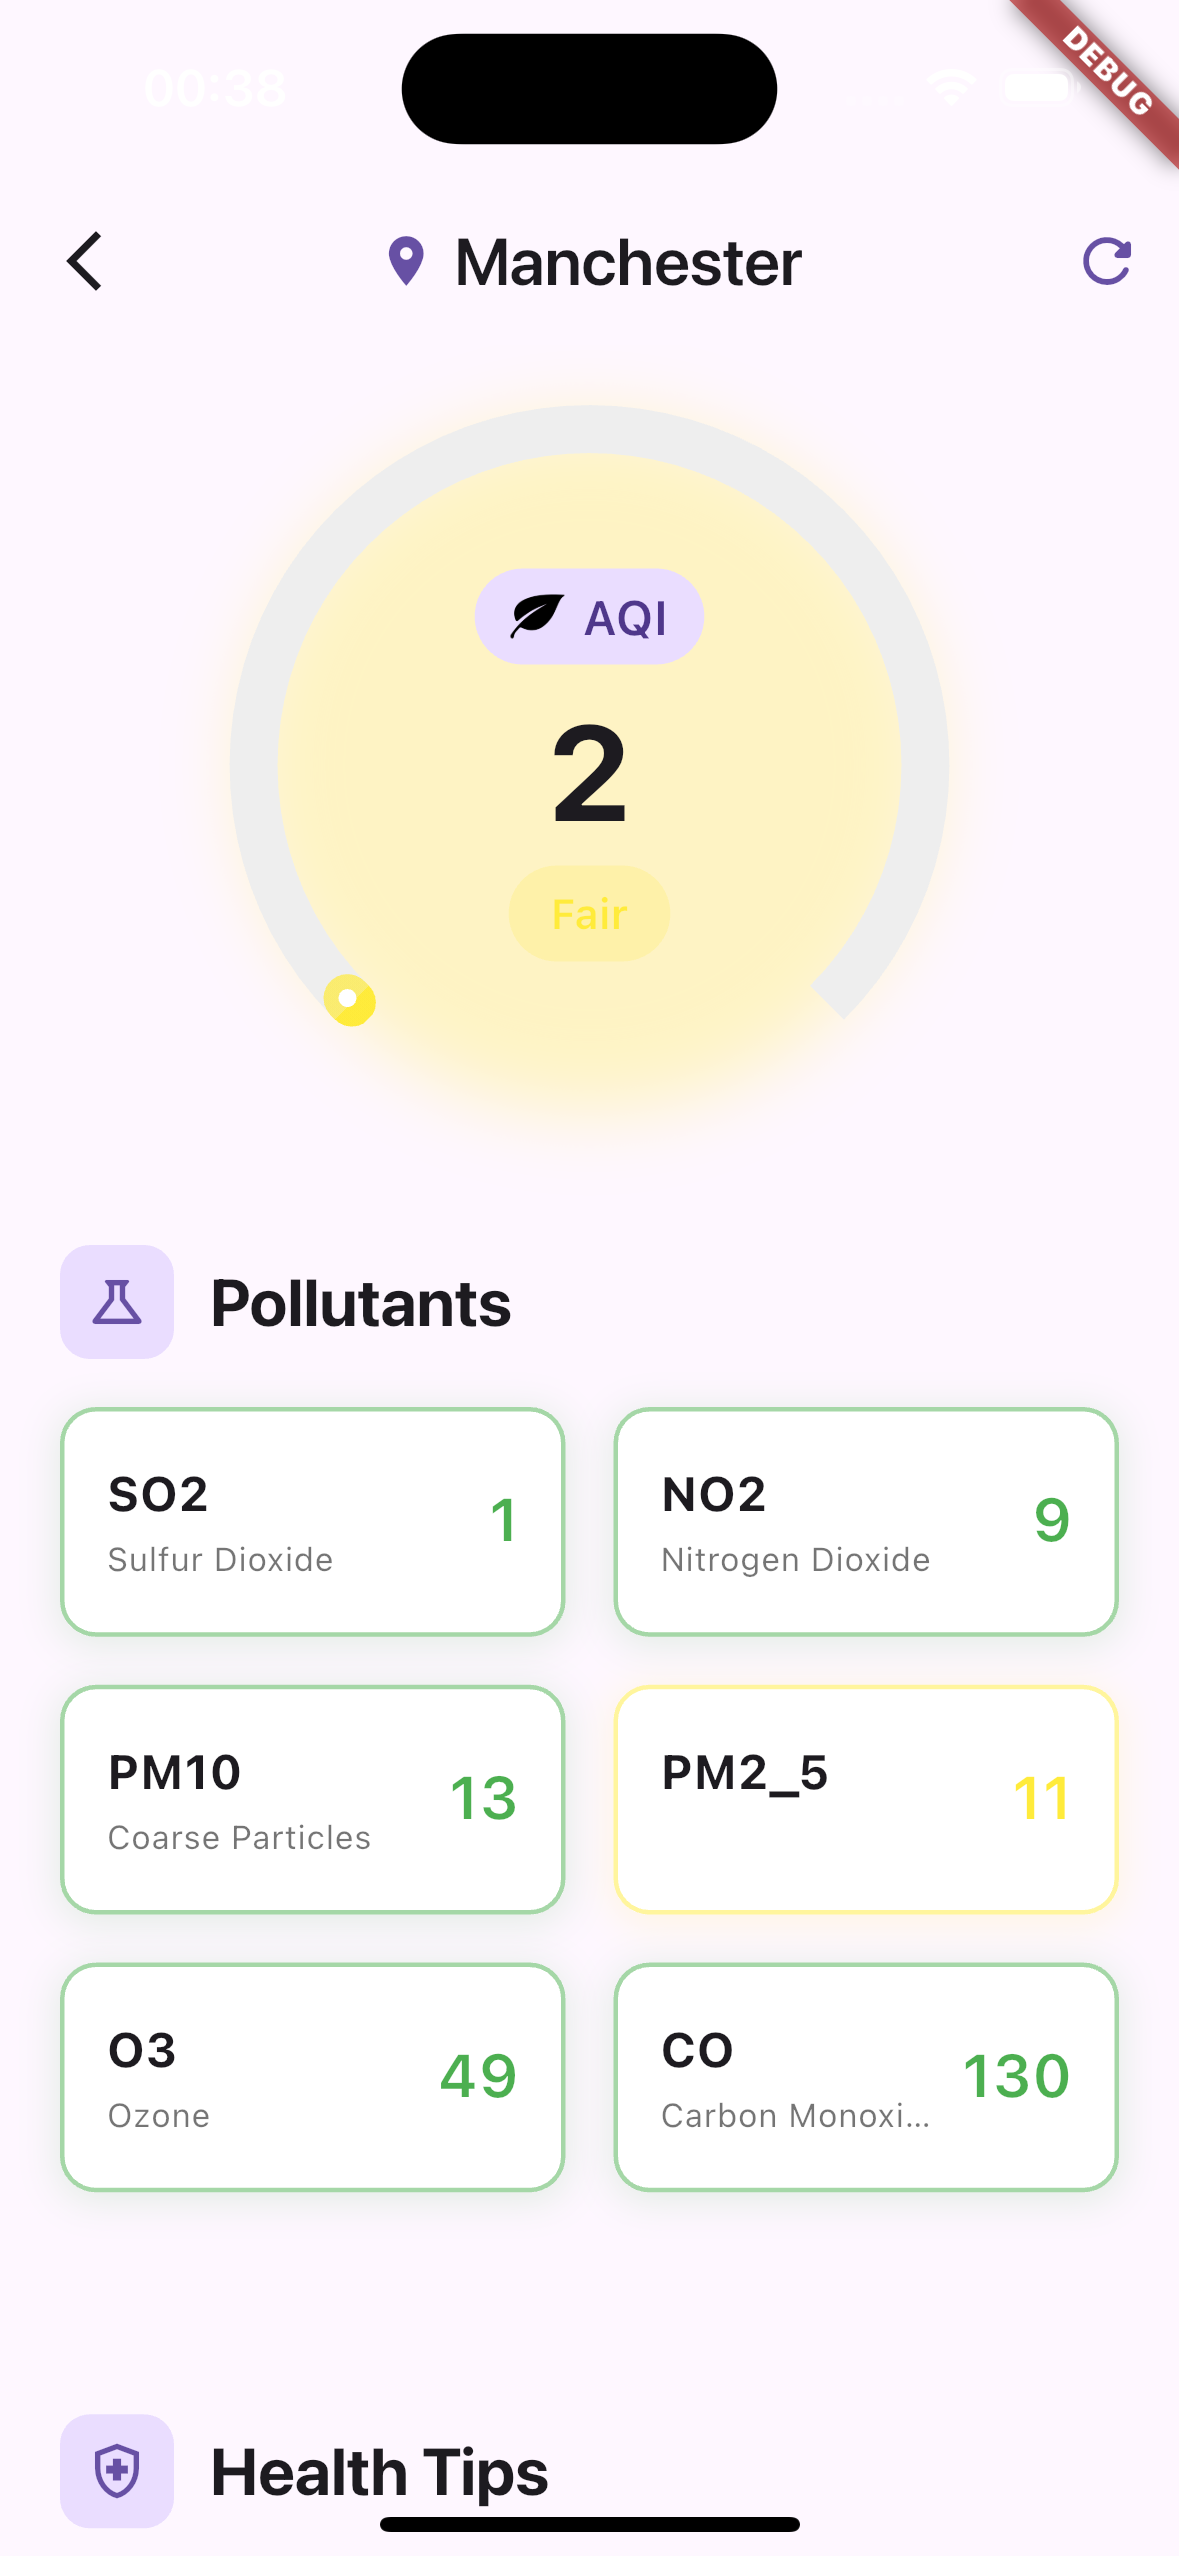 00:38
DEBUG
Manchester
AQI
2
Fair
Pollutants
SO2
Sulfur Dioxide
1
NO2
Nitrogen Dioxide
9
PM10
Coarse Particles
13
PM2_5
11
O3
Ozone
49
CO
Carbon Monoxi...
130
Health Tips